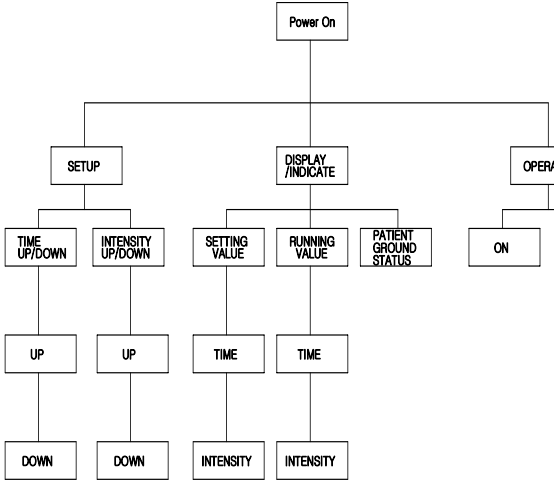 Power On
SETUP
DISPLAY
/INDICATE
OPERA
TIME
UP/DOWN
INTENSITY
UP/DOWN
SETTING
VALUE
RUNNING
VALUE
PATIENT
GROUND
STATUS
ON
UP
UP
TIME
TIME
DOWN
DOWN
INTENSITY
INTENSITY